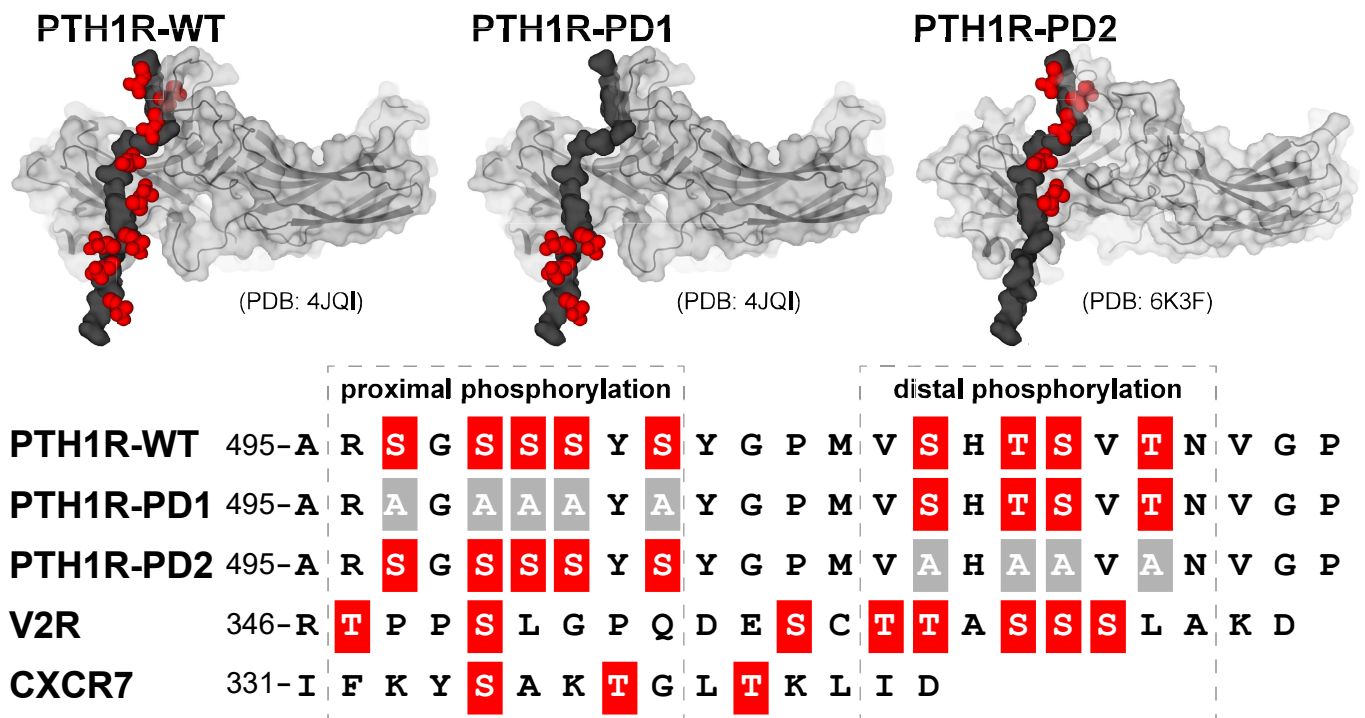 PTH1R-WT PTH1R-PD1 PTH1R-PD2
(PDB: 4JQI) (PDB: 4JQI) (PDB: 6K3F)
proximal phosphorylation distal phosphorylation
PTH1R-WT 495- A R S G S S S Y S Y G P M V S H T S V T N V G P
PTH1R-PD1 495- A R A G A A A Y A Y G P M V S H T S V T N V G P
PTH1R-PD2 495- A R S G S S S Y S Y G P M V A H A A V A N V G P
V2R 346- R T P P S L G P Q D E S C T T A S S S L A K D
CXCR7 331- I F K Y S A K T G L T K L I D